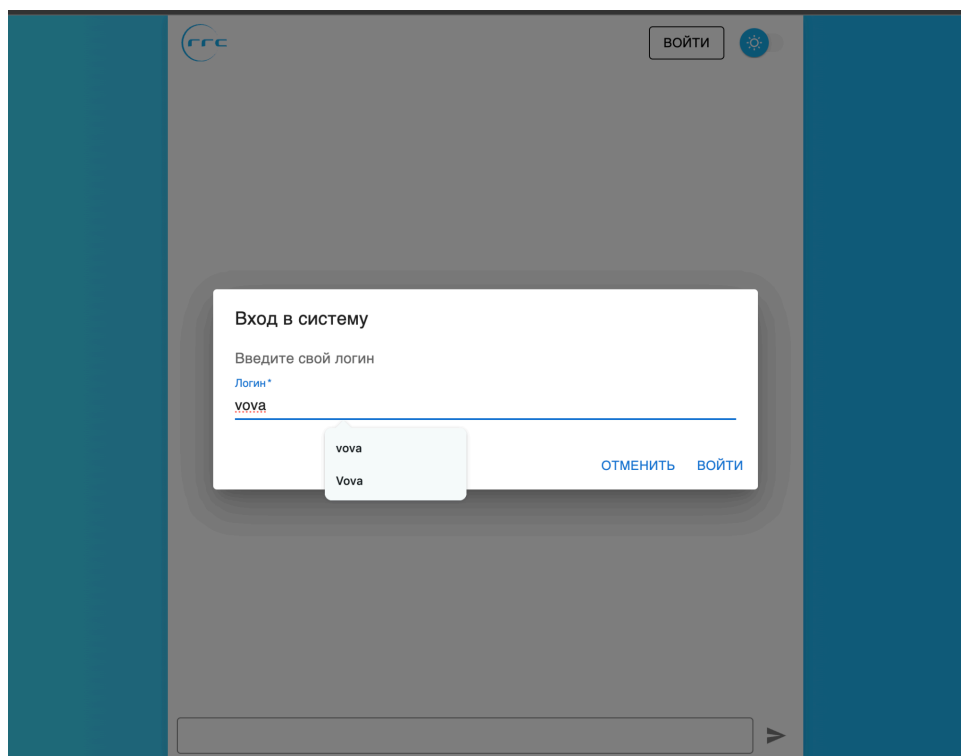 rrc
ВОЙТИ
Вход в систему
Введите свой логин
Логин *
vova
vova
Vova
ОТМЕНИТЬ ВОЙТИ